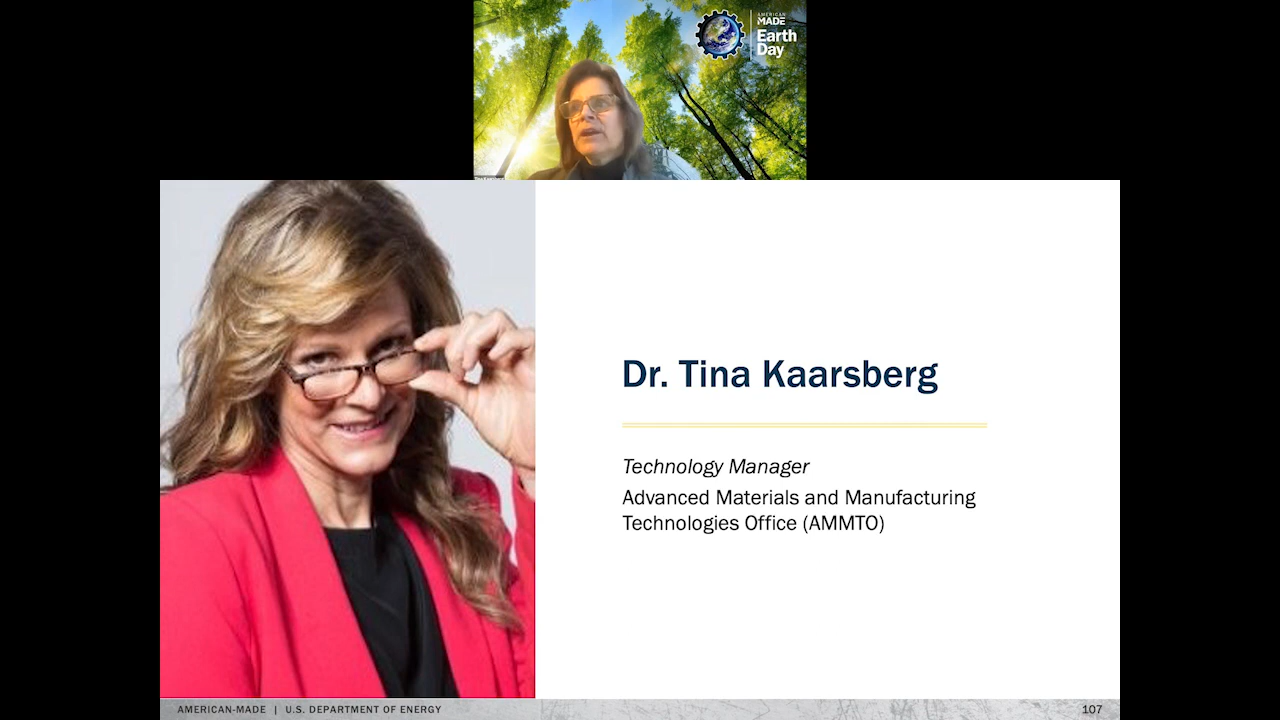 AMERICAN
MADE
Earth
Day
Dr. Tina Kaarsberg
Technology Manager
Advanced Materials and Manufacturing
Technologies Office (AMMTO)
AMERICAN-MADE | U.S. DEPARTMENT OF ENERGY
107